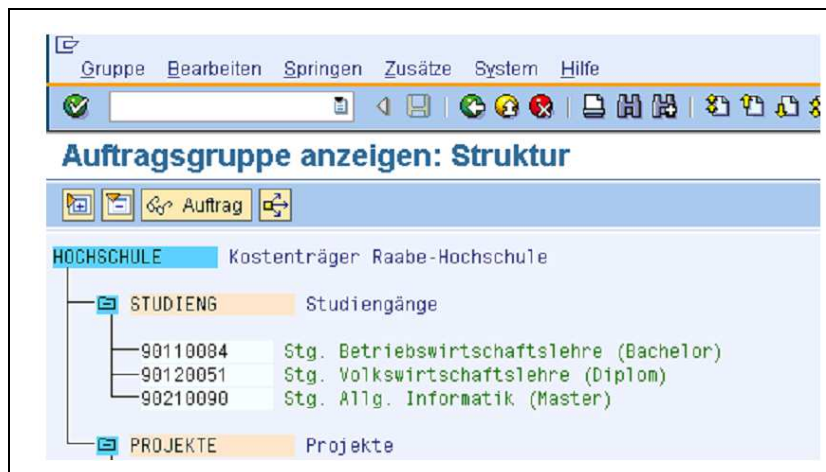 Gruppe Bearbeiten Springen Zusätze System Hilfe
Auftragsgruppe anzeigen: Struktur
Auftrag
HOCHSCHULE Kostenträger Raabe-Hochschule
STUDIENG Studiengänge
90110084 Stg. Betriebswirtschaftslehre (Bachelor)
90120051 Stg. Volkswirtschaftslehre (Diplom)
90210090 Stg. Allg. Informatik (Master)
PROJEKTE Projekte